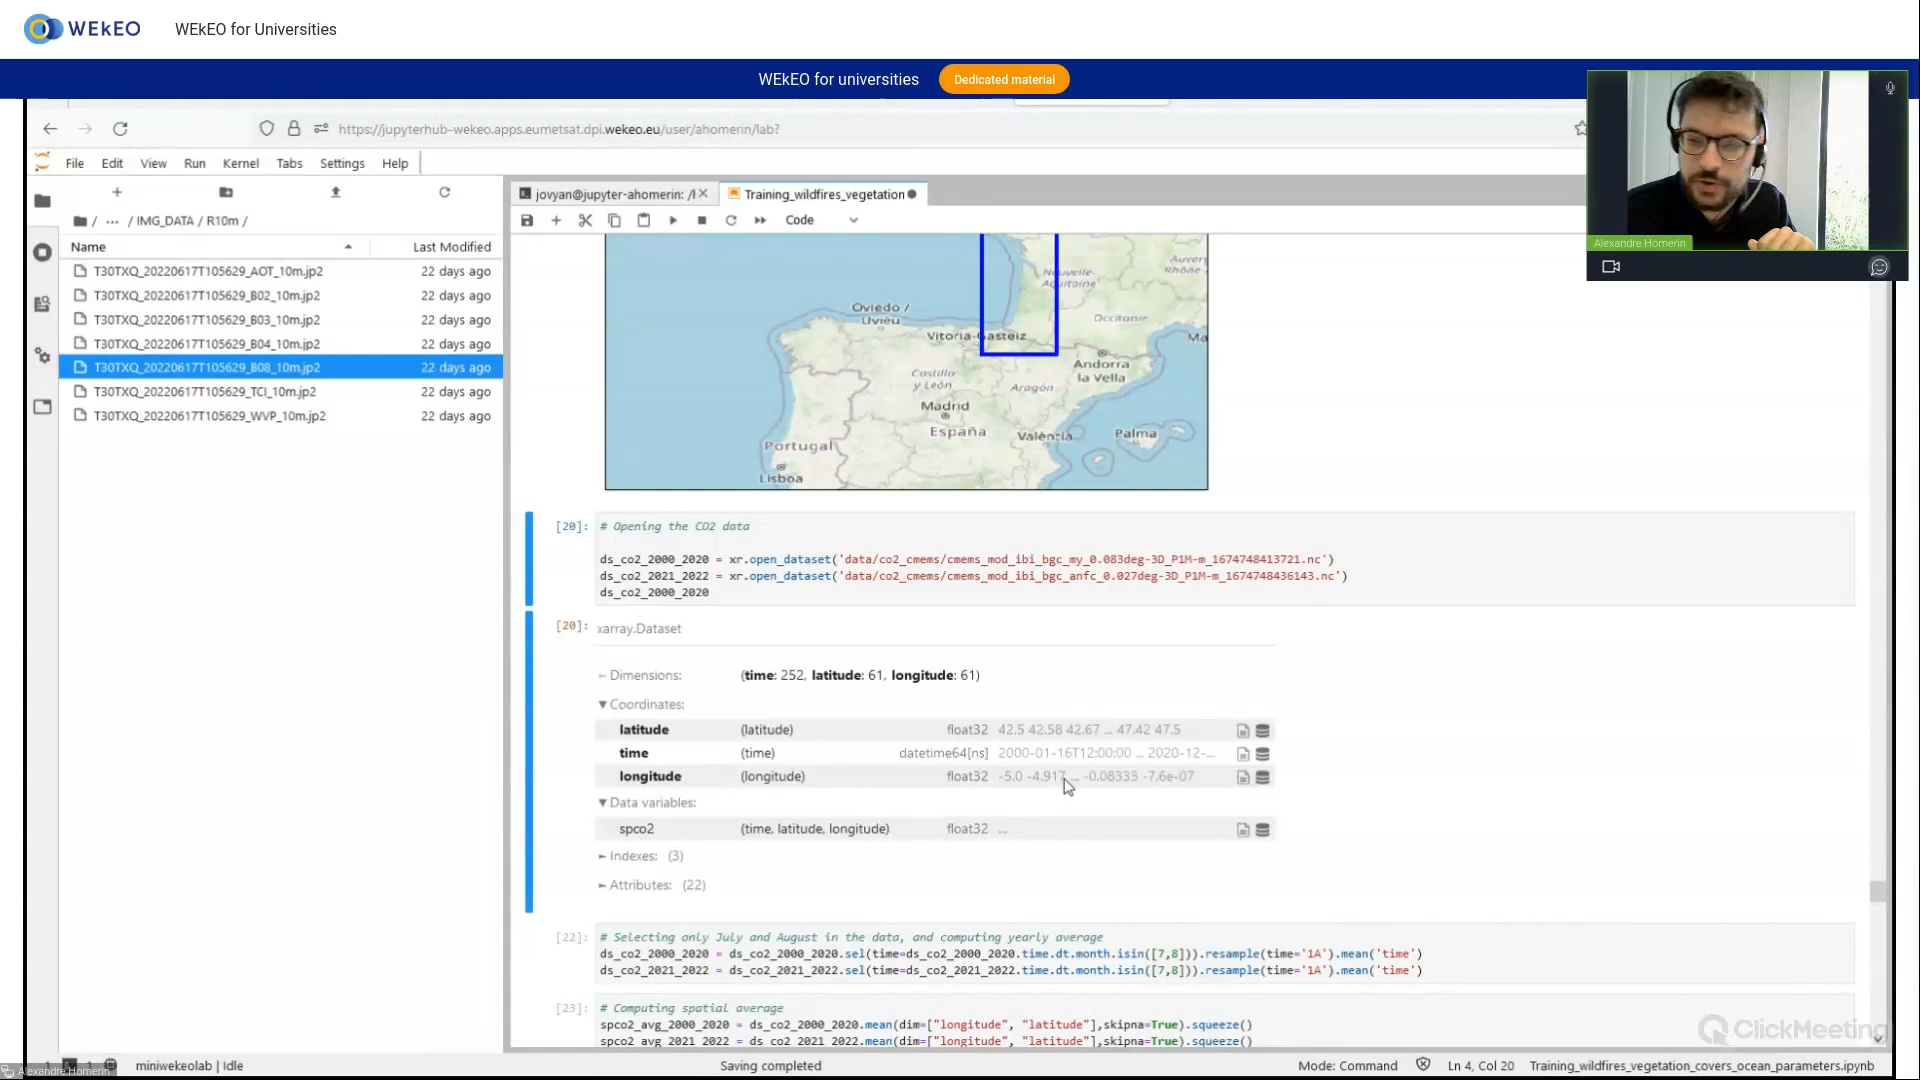 WEkEO
WEkEO for Universities
WEkEO for universities
Dedicated material
https://jupyterhub-wekeo.apps.eumetsat.dpi.wekeo.eu/user/ahomerin/lab?
Alexandre Homerin
File Edit View Run Kernel Tabs Settings Help
jovyan@jupyter-ahomerin: /l
Training_wildfires_vegetation
Code
/ ··· / IMG_DATA / R10m /
Name Last Modified
T30TXQ_20220617T105629_AOT_10m.jp2 22 days ago
T30TXQ_20220617T105629_B02_10m.jp2 22 days ago
T30TXQ_20220617T105629_B03_10m.jp2 22 days ago
T30TXQ_20220617T105629_B04_10m.jp2 22 days ago
T30TXQ_20220617T105629_B08_10m.jp2 22 days ago
T30TXQ_20220617T105629_TCI_10m.jp2 22 days ago
T30TXQ_20220617T105629_WVP_10m.jp2 22 days ago
Nouvelle-
Aquitaine
Oviedo /
Uviéu
Occitanie
Vitoria-Gasteiz
Andorra
la Vella
Castilla
y León
Aragón
Madrid
España
València
Palma
Portugal
Lisboa
[20]: # Opening the CO2 data
ds_co2_2000_2020 = xr.open_dataset('data/co2_cmems/cmems_mod_ibi_bgc_my_0.083deg-3D_P1M-m_1674748413721.nc')
ds_co2_2021_2022 = xr.open_dataset('data/co2_cmems/cmems_mod_ibi_bgc_anfc_0.027deg-3D_P1M-m_1674748436143.nc')
ds_co2_2000_2020
[20]: xarray.Dataset
Dimensions: (time: 252, latitude: 61, longitude: 61)
Coordinates:
latitude (latitude) float32 42.5 42.58 42.67 ... 47.42 47.5
time (time) datetime64[ns] 2000-01-16T12:00:00 ... 2020-12-...
longitude (longitude) float32 -5.0 -4.917 ... -0.08333 -7.6e-07
Data variables:
spco2 (time, latitude, longitude) float32 ...
Indexes: (3)
Attributes: (22)
[22]: # Selecting only July and August in the data, and computing yearly average
ds_co2_2000_2020 = ds_co2_2000_2020.sel(time=ds_co2_2000_2020.time.dt.month.isin([7,8])).resample(time='1A').mean('time')
ds_co2_2021_2022 = ds_co2_2021_2022.sel(time=ds_co2_2021_2022.time.dt.month.isin([7,8])).resample(time='1A').mean('time')
[23]: # Computing spatial average
spco2_avg_2000_2020 = ds_co2_2000_2020.mean(dim=["longitude", "latitude"],skipna=True).squeeze()
spco2_avg_2021_2022 = ds_co2_2021_2022.mean(dim=["longitude", "latitude"],skipna=True).squeeze()
ClickMeeting
miniwekeolab | Idle
Saving completed
Mode: Command
Ln 4, Col 20
Training_wildfires_vegetation_covers_ocean_parameters.ipynb
Alexandre Homerin